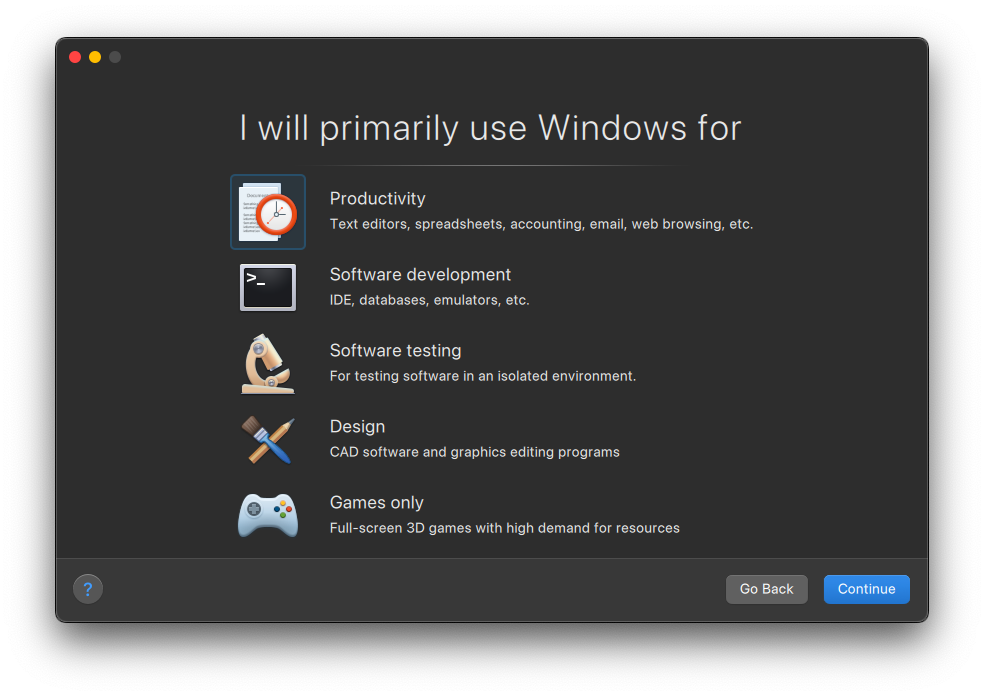 I will primarily use Windows for
Productivity
Text editors, spreadsheets, accounting, email, web browsing, etc.
>_
Software development
IDE, databases, emulators, etc.
Software testing
For testing software in an isolated environment.
Design
CAD software and graphics editing programs
Games only
Full-screen 3D games with high demand for resources
?
Go Back
Continue